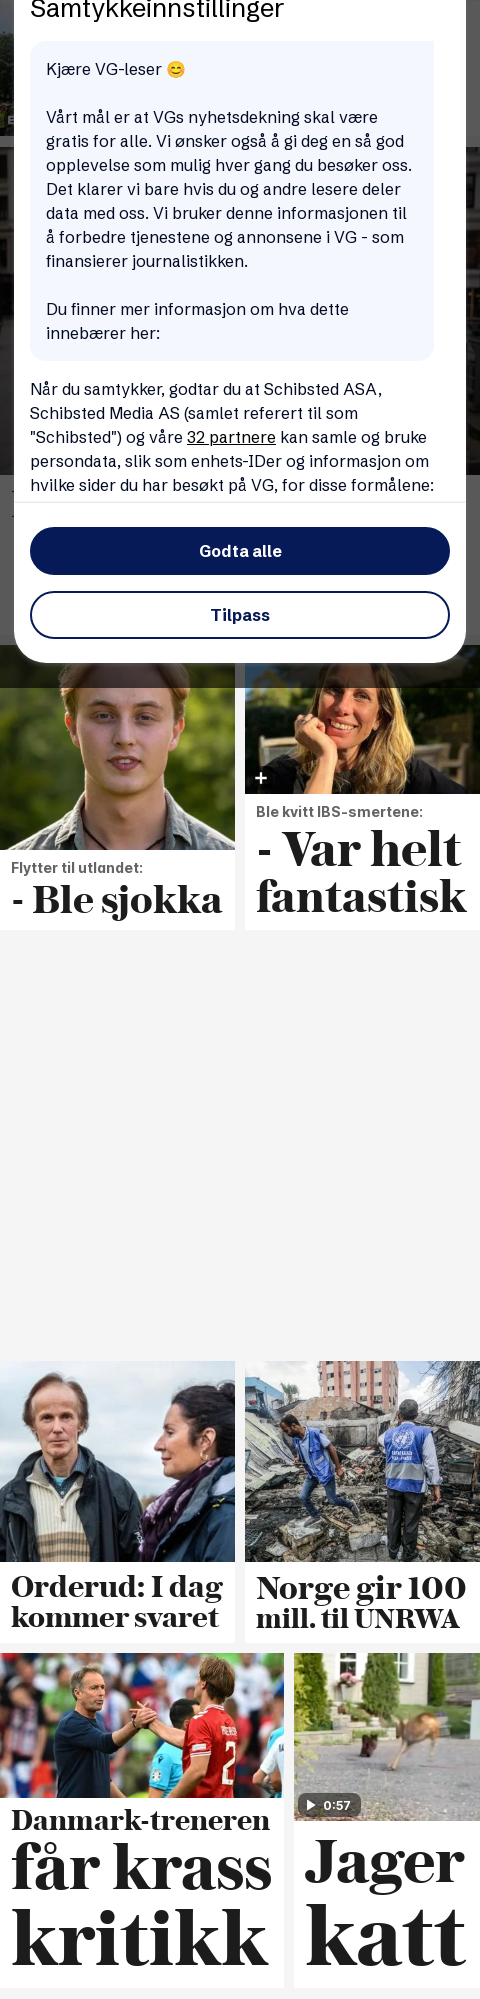 Samtykkeinnstillinger
Kjære VG-leser 😊
Vårt mål er at VGs nyhetsdekning skal være
gratis for alle. Vi ønsker også å gi deg en så god
opplevelse som mulig hver gang du besøker oss.
Det klarer vi bare hvis du og andre lesere deler
data med oss. Vi bruker denne informasjonen til
å forbedre tjenestene og annonsene i VG - som
finansierer journalistikken.
Du finner mer informasjon om hva dette
innebærer her:
Når du samtykker, godtar du at Schibsted ASA,
Schibsted Media AS (samlet referert til som
"Schibsted") og våre 32 partnere kan samle og bruke
persondata, slik som enhets-IDer og informasjon om
hvilke sider du har besøkt på VG, for disse formålene:
Godta alle
Tilpass
Flytter til utlandet:
- Ble sjokka
Ble kvitt IBS-smertene:
- Var helt
fantastisk
Orderud: I dag
kommer svaret
Norge gir 100
mill. til UNRWA
Danmark-treneren
får krass
kritikk
0:57
Jager
katt